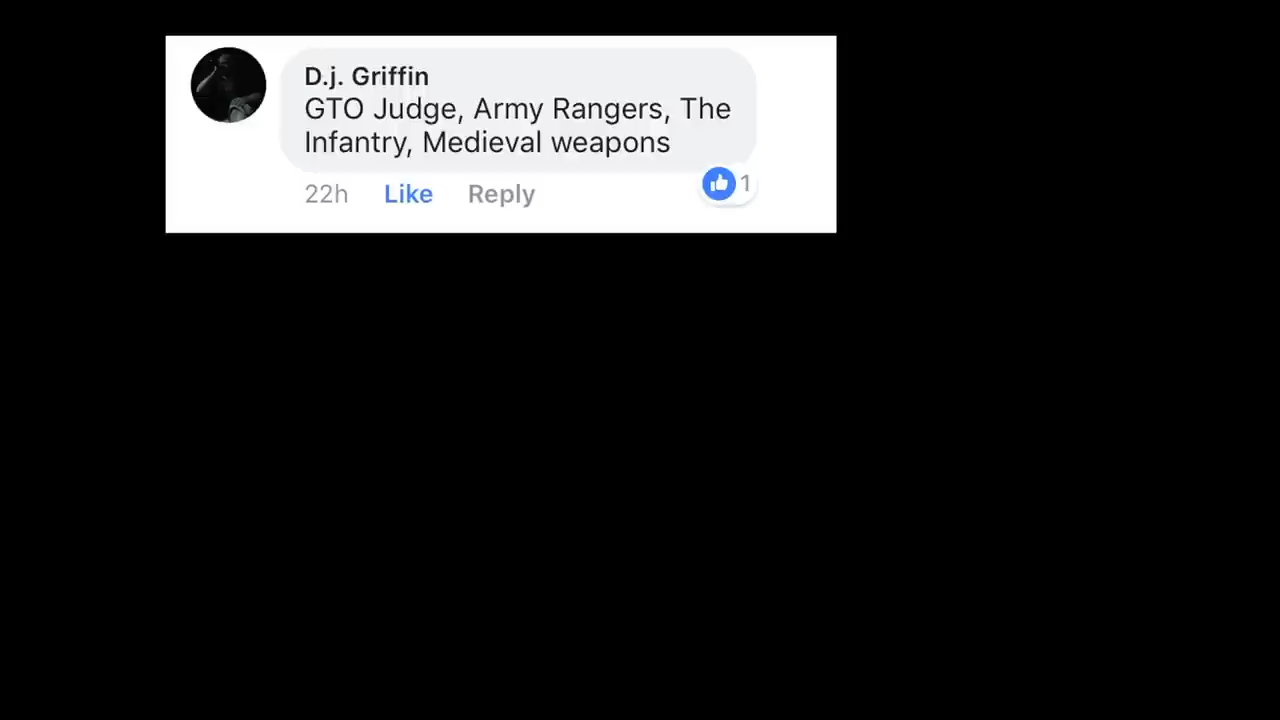 D.j. Griffin
GTO Judge, Army Rangers, The
Infantry, Medieval weapons
22h Like Reply 1